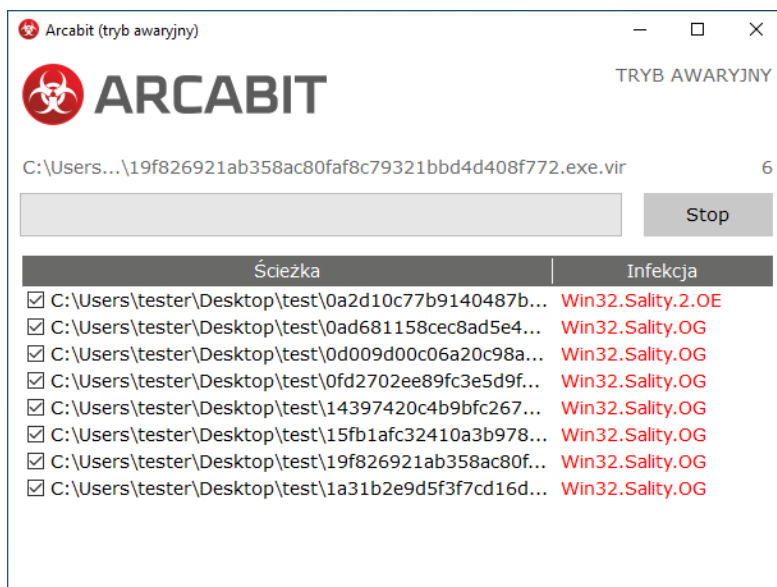 Arcabit (tryb awaryjny)
ARCABIT
TRYB AWARYJNY
C:\Users...\19f826921ab358ac80faf8c79321bbd4d408f772.exe.vir 6
Stop
Ścieżka Infekcja
C:\Users\tester\Desktop\test\0a2d10c77b9140487b... Win32.Sality.2.OE
C:\Users\tester\Desktop\test\0ad681158cec8ad5e4... Win32.Sality.OG
C:\Users\tester\Desktop\test\0d009d00c06a20c98a... Win32.Sality.OG
C:\Users\tester\Desktop\test\0fd2702ee89fc3e5d9f... Win32.Sality.OG
C:\Users\tester\Desktop\test\14397420c4b9bfc267... Win32.Sality.OG
C:\Users\tester\Desktop\test\15fb1afc32410a3b978... Win32.Sality.OG
C:\Users\tester\Desktop\test\19f826921ab358ac80f... Win32.Sality.OG
C:\Users\tester\Desktop\test\1a31b2e9d5f3f7cd16d... Win32.Sality.OG